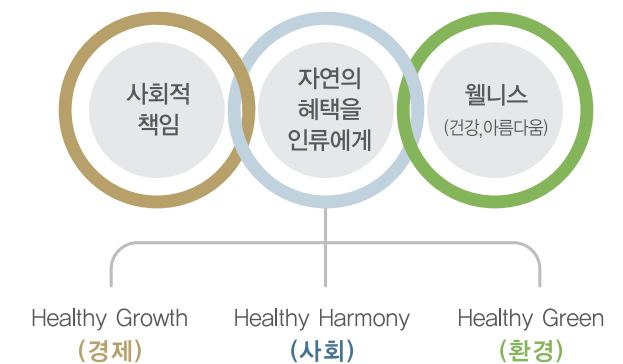 사회적
책임
자연의
혜택을
인류에게
웰니스
(건강,아름다움)
Healthy Growth
(경제)
Healthy Harmony
(사회)
Healthy Green
(환경)